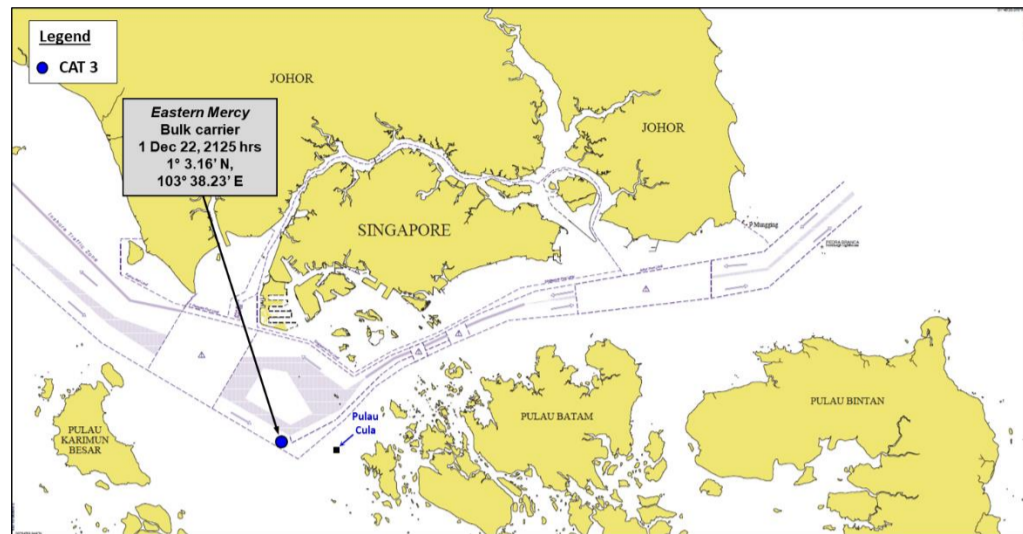 Legend
CAT 3
Eastern Mercy
Bulk carrier
1 Dec 22, 2125 hrs
1° 3.16' N,
103° 38.23' E
JOHOR
JOHOR
SINGAPORE
P Mungging
Pulau
Cula
PULAU
KARIMUN
BESAR
PULAU BATAM
PULAU BINTAN